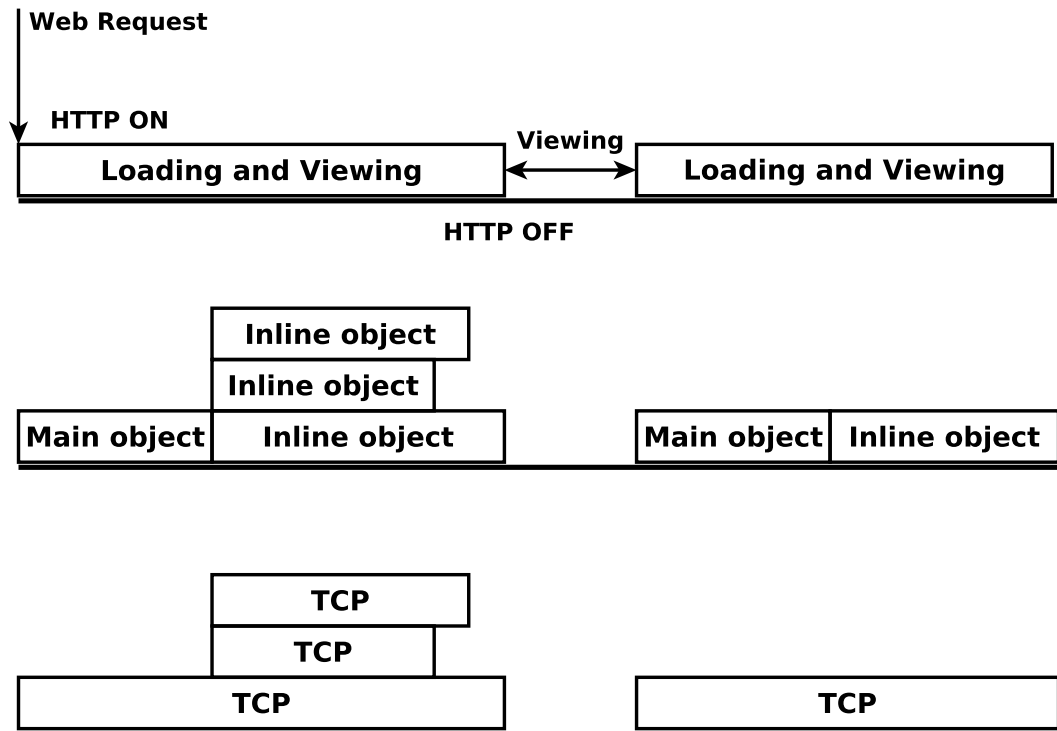 Web Request
HTTP ON
Viewing
Loading and Viewing
Loading and Viewing
HTTP OFF
Inline object
Inline object
Main object
Inline object
Main object
Inline object
TCP
TCP
TCP
TCP